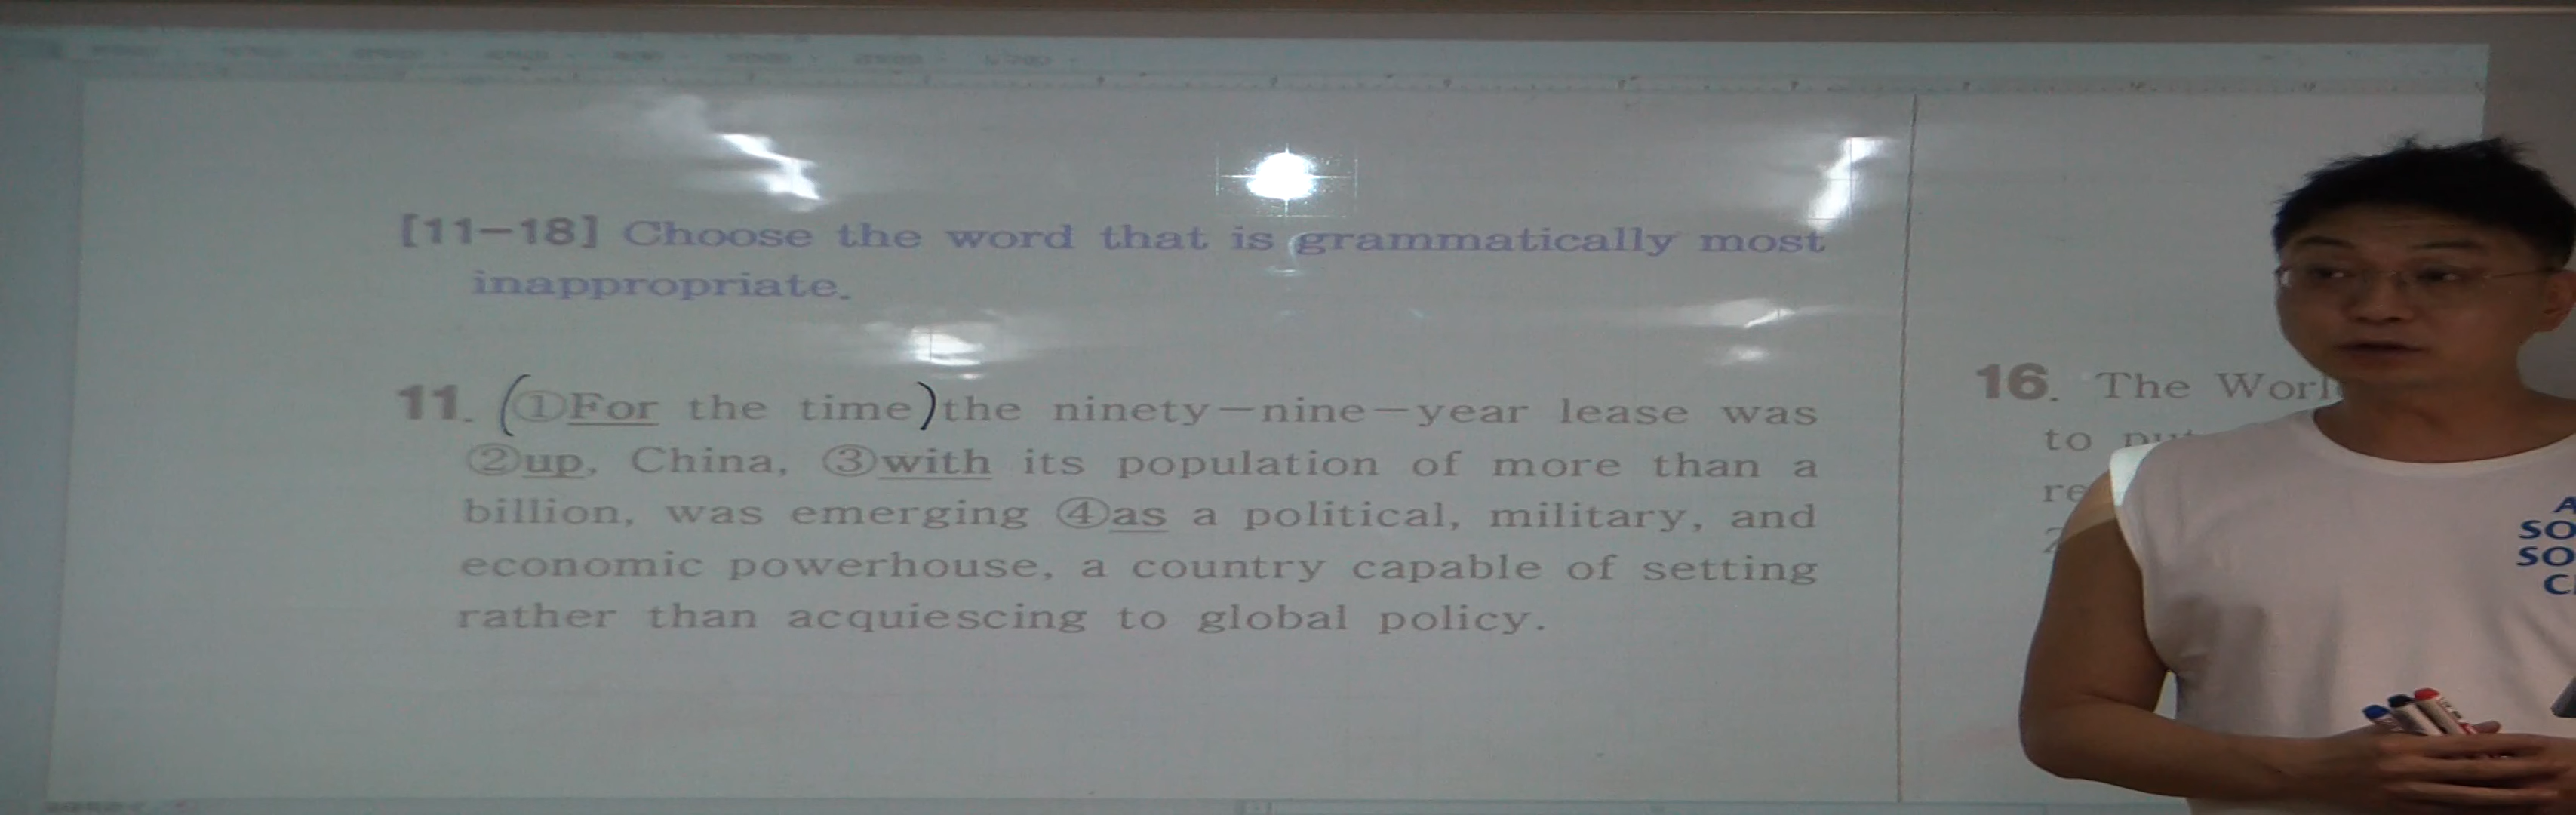 [11-18] Choose the word that is grammatically most
inappropriate.
11. (①For the time) the ninety-nine-year lease was
②up, China, ③with its population of more than a
billion, was emerging ④as a political, military, and
economic powerhouse, a country capable of setting
rather than acquiescing to global policy.
16. The
to
SO
SO